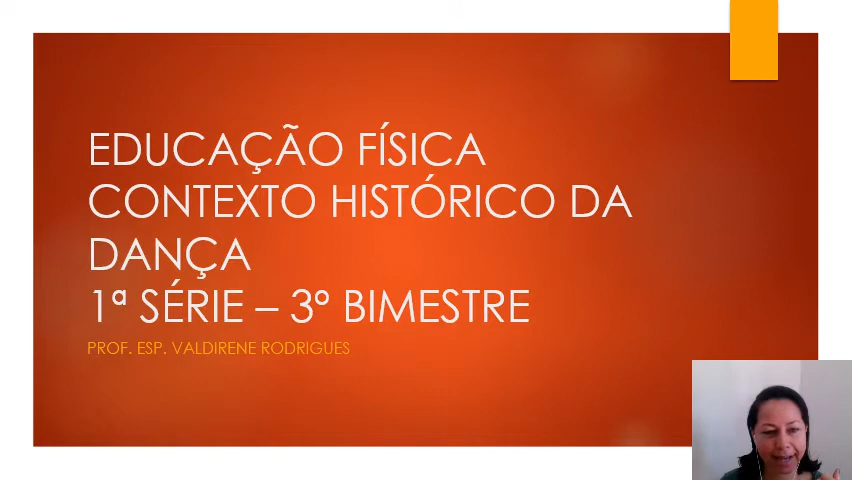 EDUCAÇÃO FÍSICA
CONTEXTO HISTÓRICO DA
DANÇA
1ª SÉRIE – 3º BIMESTRE
PROF. ESP. VALDIRENE RODRIGUES